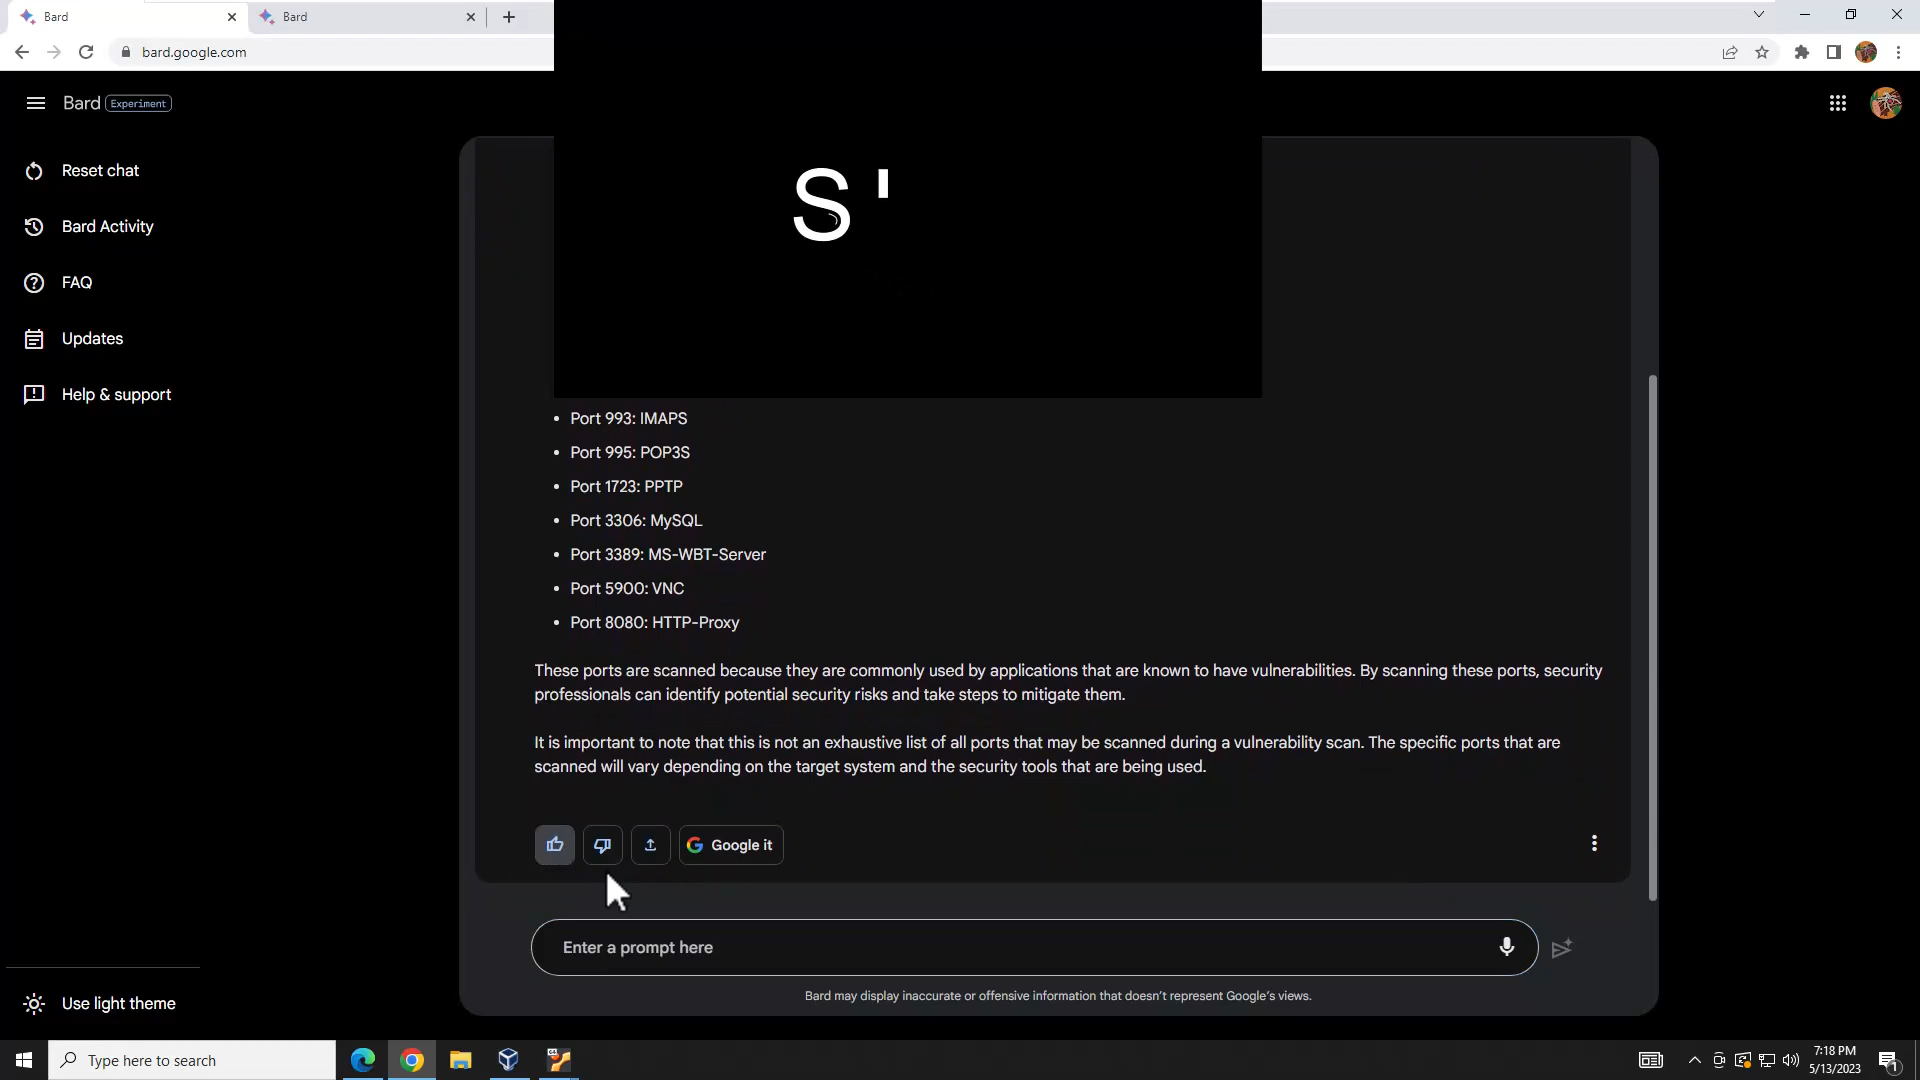 Bard
Bard
bard.google.com
Bard Experiment
S'
Reset chat
Bard Activity
FAQ
Updates
Help & support
Port 993: IMAPS
Port 995: POP3S
Port 1723: PPTP
Port 3306: MySQL
Port 3389: MS-WBT-Server
Port 5900: VNC
Port 8080: HTTP-Proxy
These ports are scanned because they are commonly used by applications that are known to have vulnerabilities. By scanning these ports, security
professionals can identify potential security risks and take steps to mitigate them.
It is important to note that this is not an exhaustive list of all ports that may be scanned during a vulnerability scan. The specific ports that are
scanned will vary depending on the target system and the security tools that are being used.
Google it
Enter a prompt here
Bard may display inaccurate or offensive information that doesn't represent Google's views.
Use light theme
Type here to search
7:18 PM
5/13/2023
1